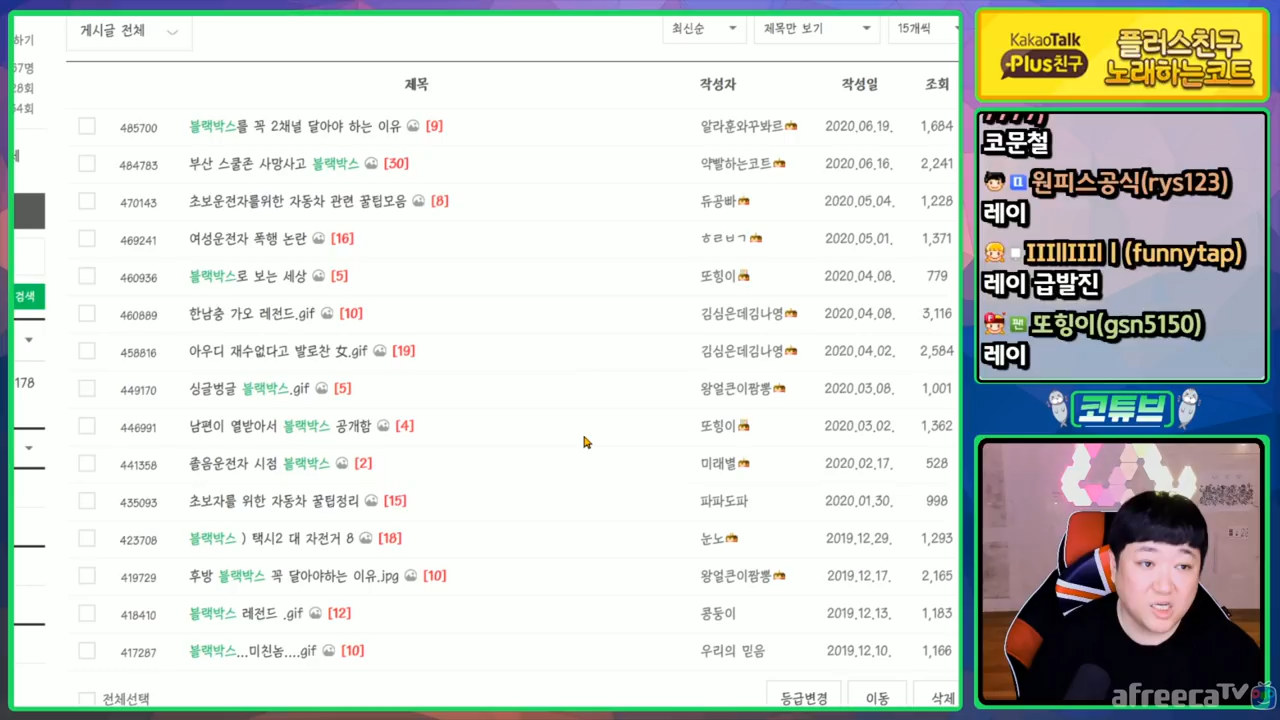 하기
게시글 전체
최신순
제목만 보기
15개씩
67명
28회
54회
제목
작성자
작성일
조회
485700 블랙박스를 꼭 2채널 달아야 하는 이유 [9] 알라훈와꾸봐르 2020.06.19. 1,684
484783 부산 스쿨존 사망사고 블랙박스 [30] 약빨하는코트 2020.06.16. 2,241
470143 초보운전자를위한 자동차 관련 꿀팁모음 [8] 듀공빠 2020.05.04. 1,228
469241 여성운전자 폭행 논란 [16] ㅎㄹㅂㄱ 2020.05.01. 1,371
460936 블랙박스로 보는 세상 [5] 또힝이 2020.04.08. 779
검색
460889 한남충 가오 레전드.gif [10] 김심은데김나영 2020.04.08. 3,116
458816 아우디 재수없다고 발로찬 女.gif [19] 김심은데김나영 2020.04.02. 2,584
178
449170 싱글벙글 블랙박스.gif [5] 왕얼큰이짬뽕 2020.03.08. 1,001
446991 남편이 열받아서 블랙박스 공개함 [4] 또힝이 2020.03.02. 1,362
441358 졸음운전자 시점 블랙박스 [2] 미래별 2020.02.17. 528
435093 초보자를 위한 자동차 꿀팁정리 [15] 파파도파 2020.01.30. 998
423708 블랙박스 ) 택시2 대 자전거 8 [18] 눈노 2019.12.29. 1,293
419729 후방 블랙박스 꼭 달아야하는 이유.jpg [10] 왕얼큰이짬뽕 2019.12.17. 2,165
418410 블랙박스 레전드 .gif [12] 콩둥이 2019.12.13. 1,183
417287 블랙박스...미친놈....gif [10] 우리의 믿음 2019.12.10. 1,166
전체선택
등급변경
이동
삭제
KakaoTalk
Plus친구
플러스친구
노래하는코트
코문철
원피스공식(rys123)
레이
(funnytap)
레이 급발진
팬 또힝이(gsn5150)
레이
코튜브
afreecaTV